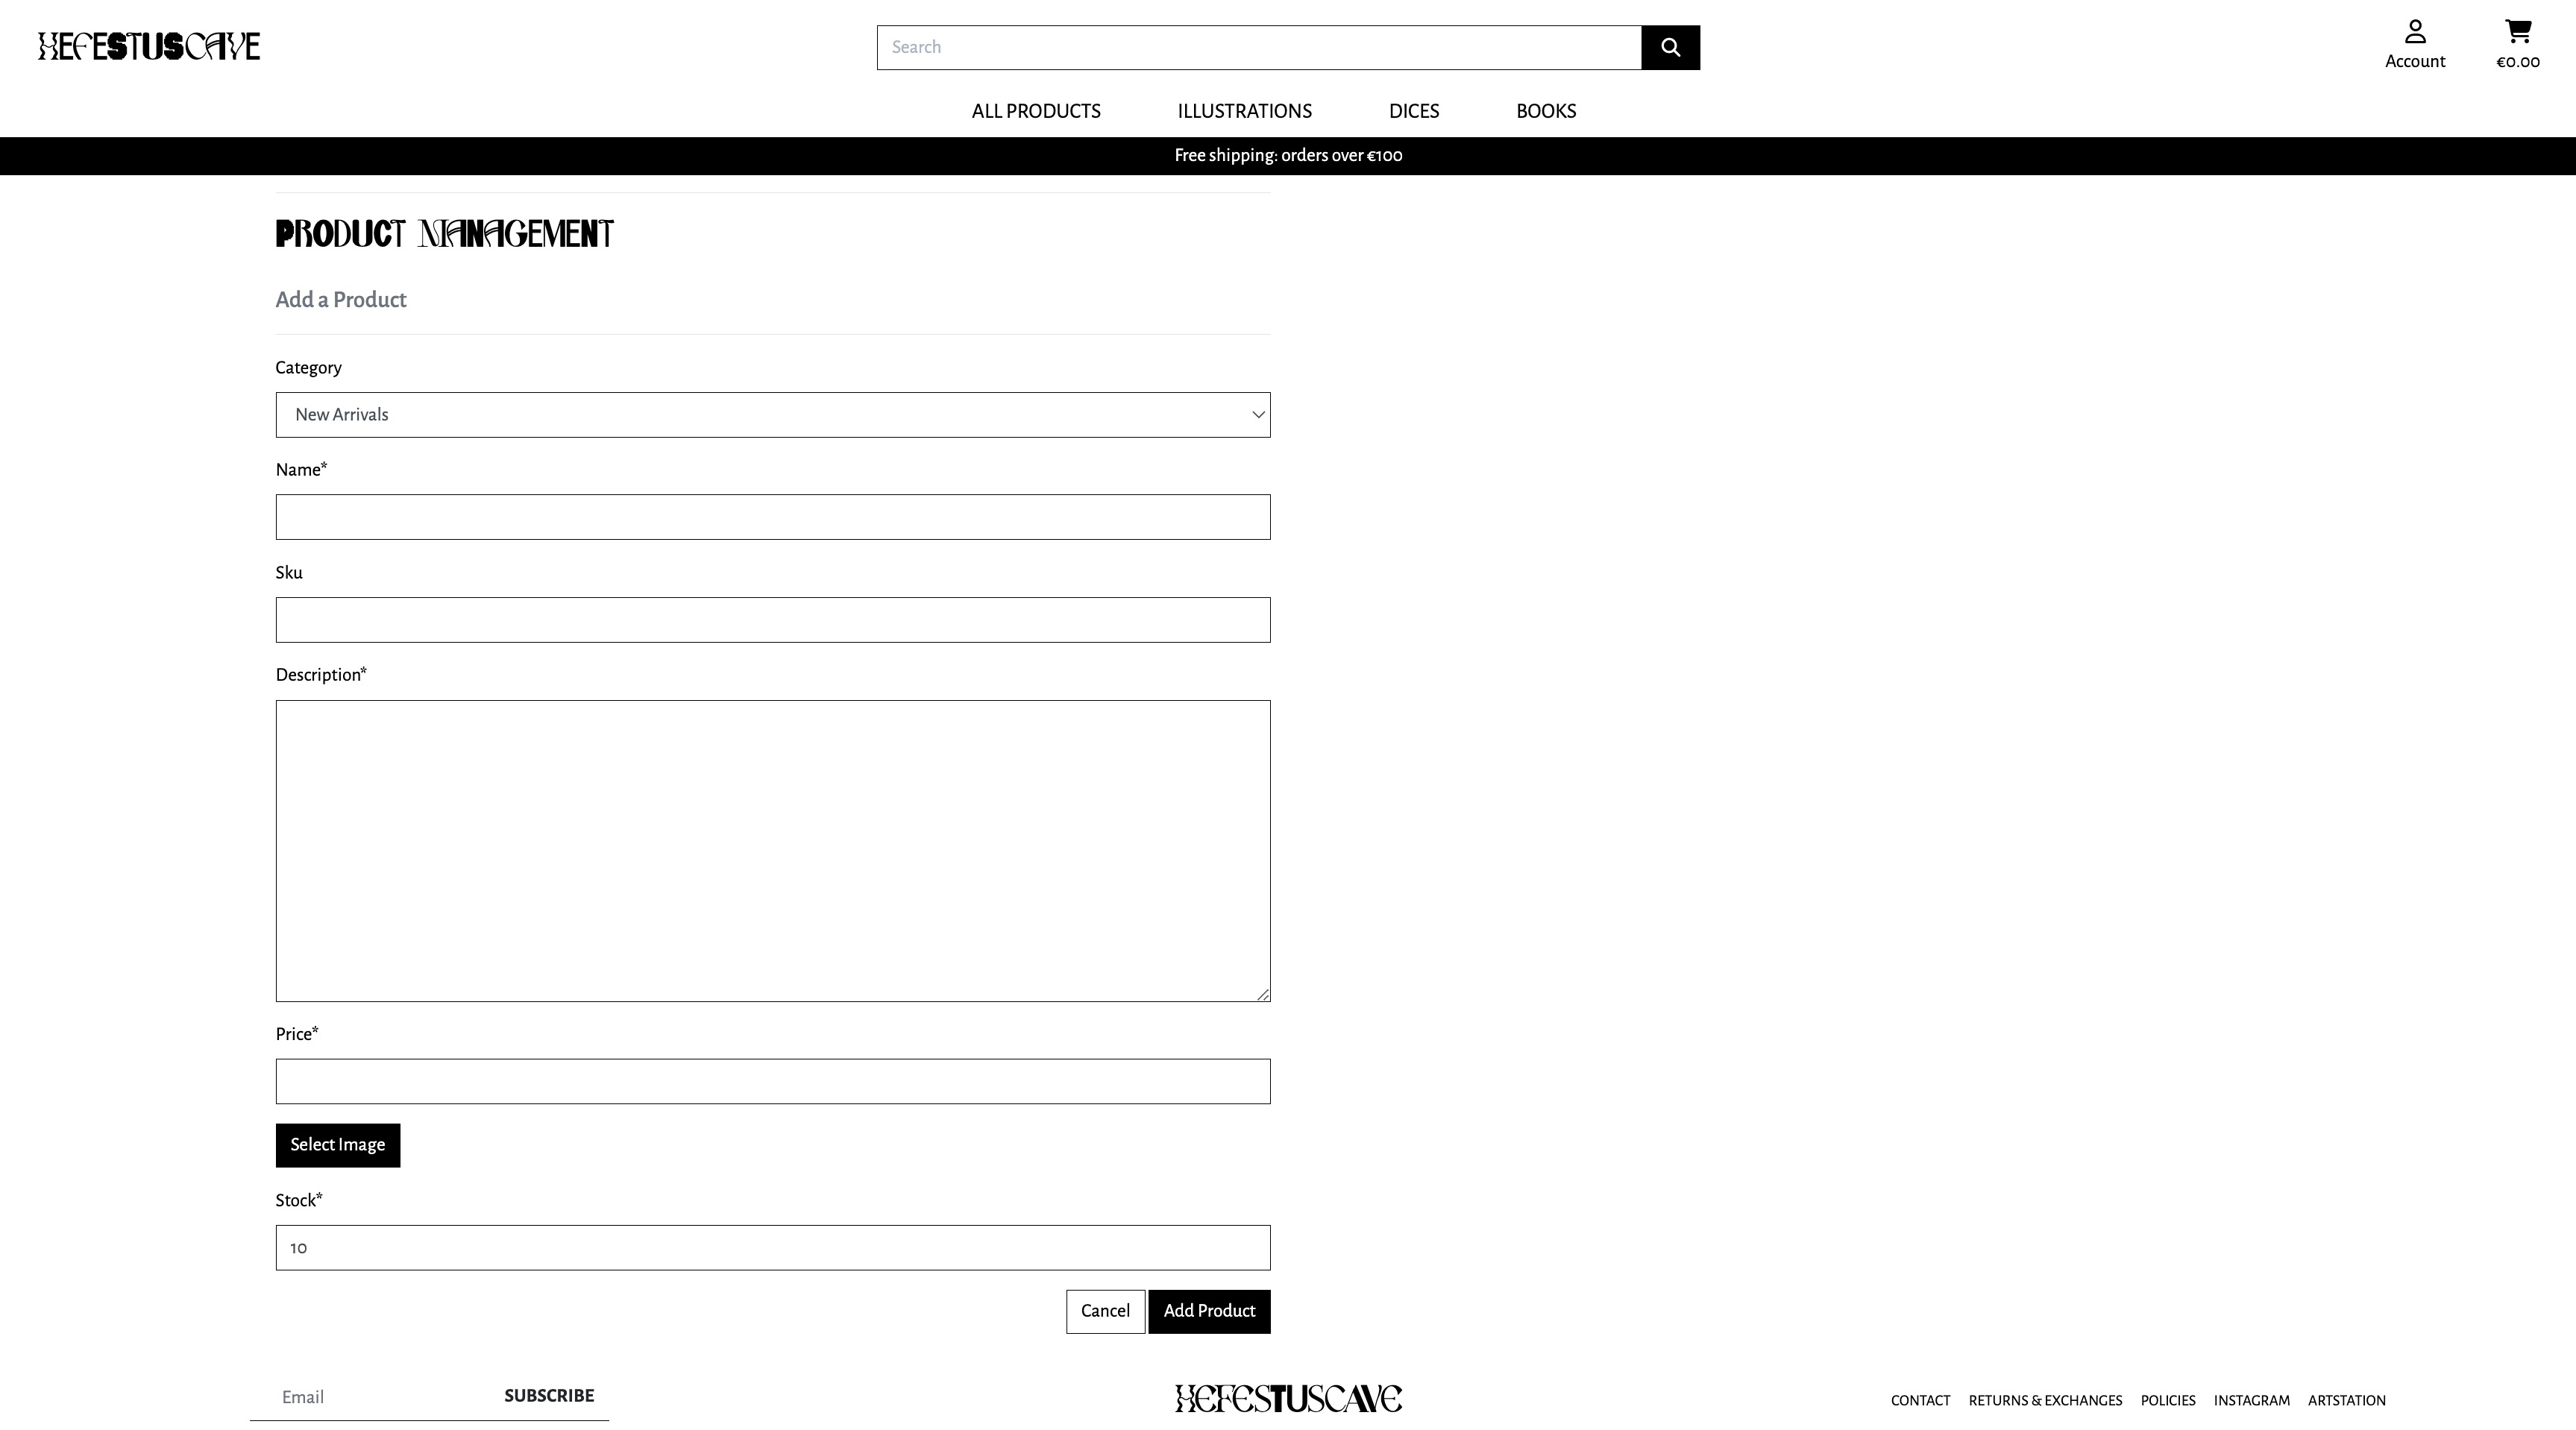 HEFESTUSCAVE
Search
Account
€0.00
ALL PRODUCTS ILLUSTRATIONS DICES BOOKS
Free shipping: orders over €100
PRODUCT MANAGEMENT
Add a Product
Category
New Arrivals
Name*
Sku
Description*
Price*
Select Image
Stock*
10
Cancel Add Product
Email SUBSCRIBE
HEFESTUSCAVE
CONTACT RETURNS & EXCHANGES POLICIES INSTAGRAM ARTSTATION